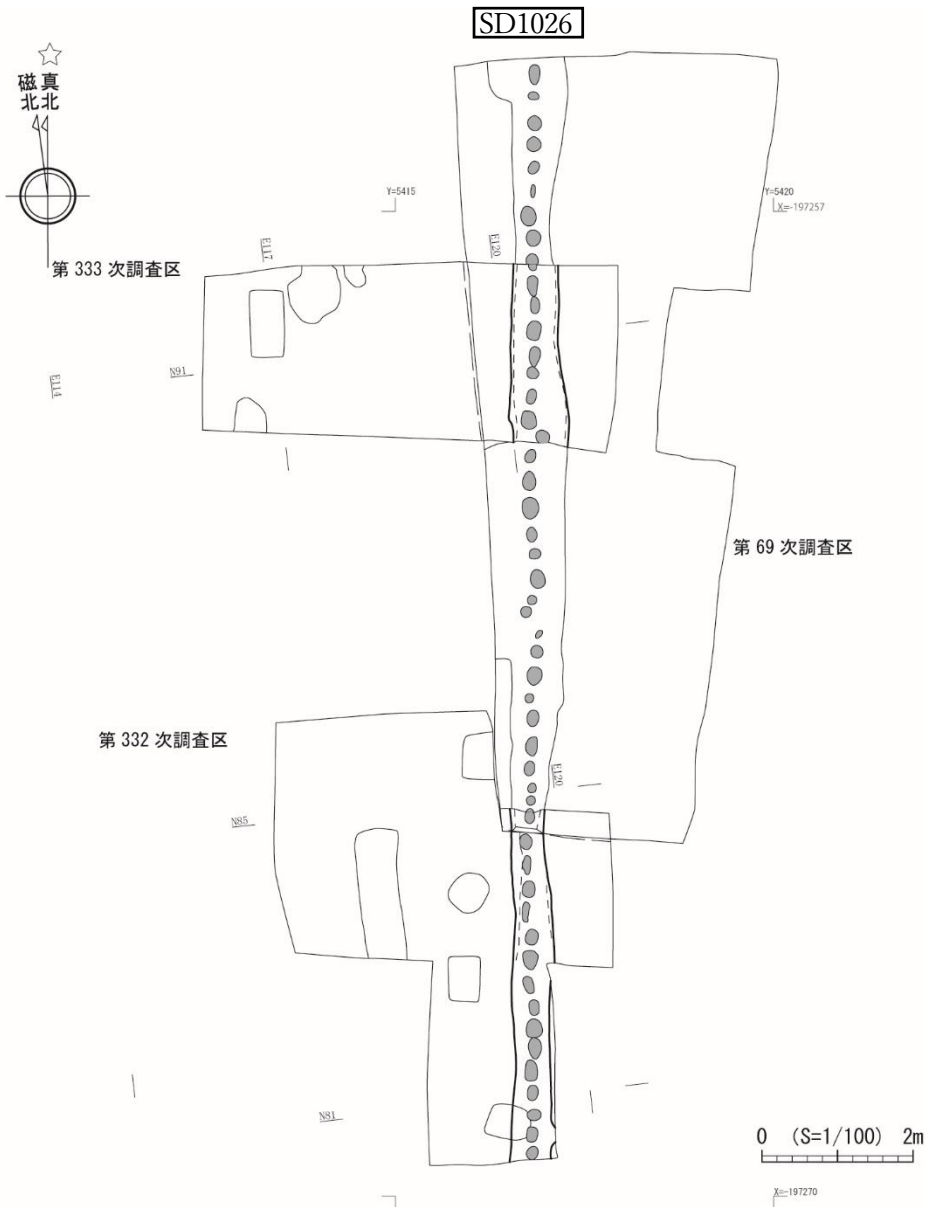 SD1026
磁北
真北
Y=5415
Y=5420
X=-197257
E117
E120
第 333 次調査区
N91
E114
第 69 次調査区
第 332 次調査区
E120
N85
N81
0 (S=1/100) 2m
X=-197270